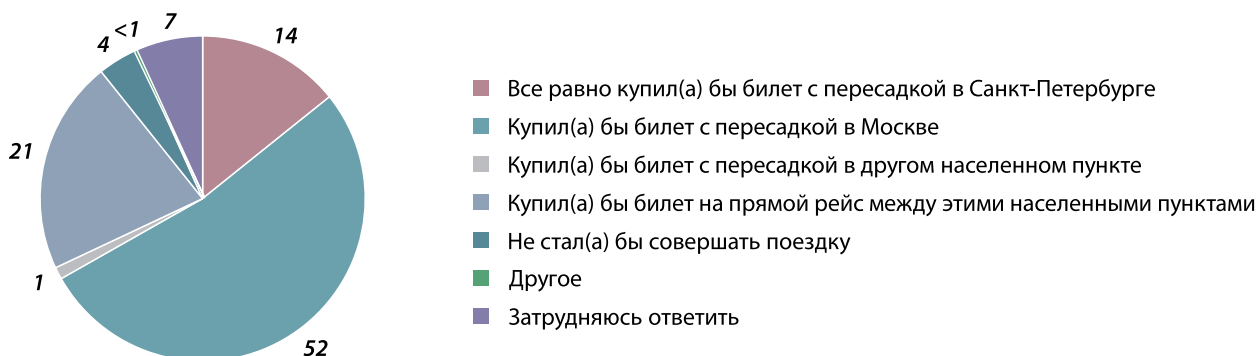 7
<1
4
14
21
1
52
Все равно купил(а) бы билет с пересадкой в Санкт-Петербурге
Купил(а) бы билет с пересадкой в Москве
Купил(а) бы билет с пересадкой в другом населенном пункте
Купил(а) бы билет на прямой рейс между этими населенными пунктами
Не стал(а) бы совершать поездку
Другое
Затрудняюсь ответить